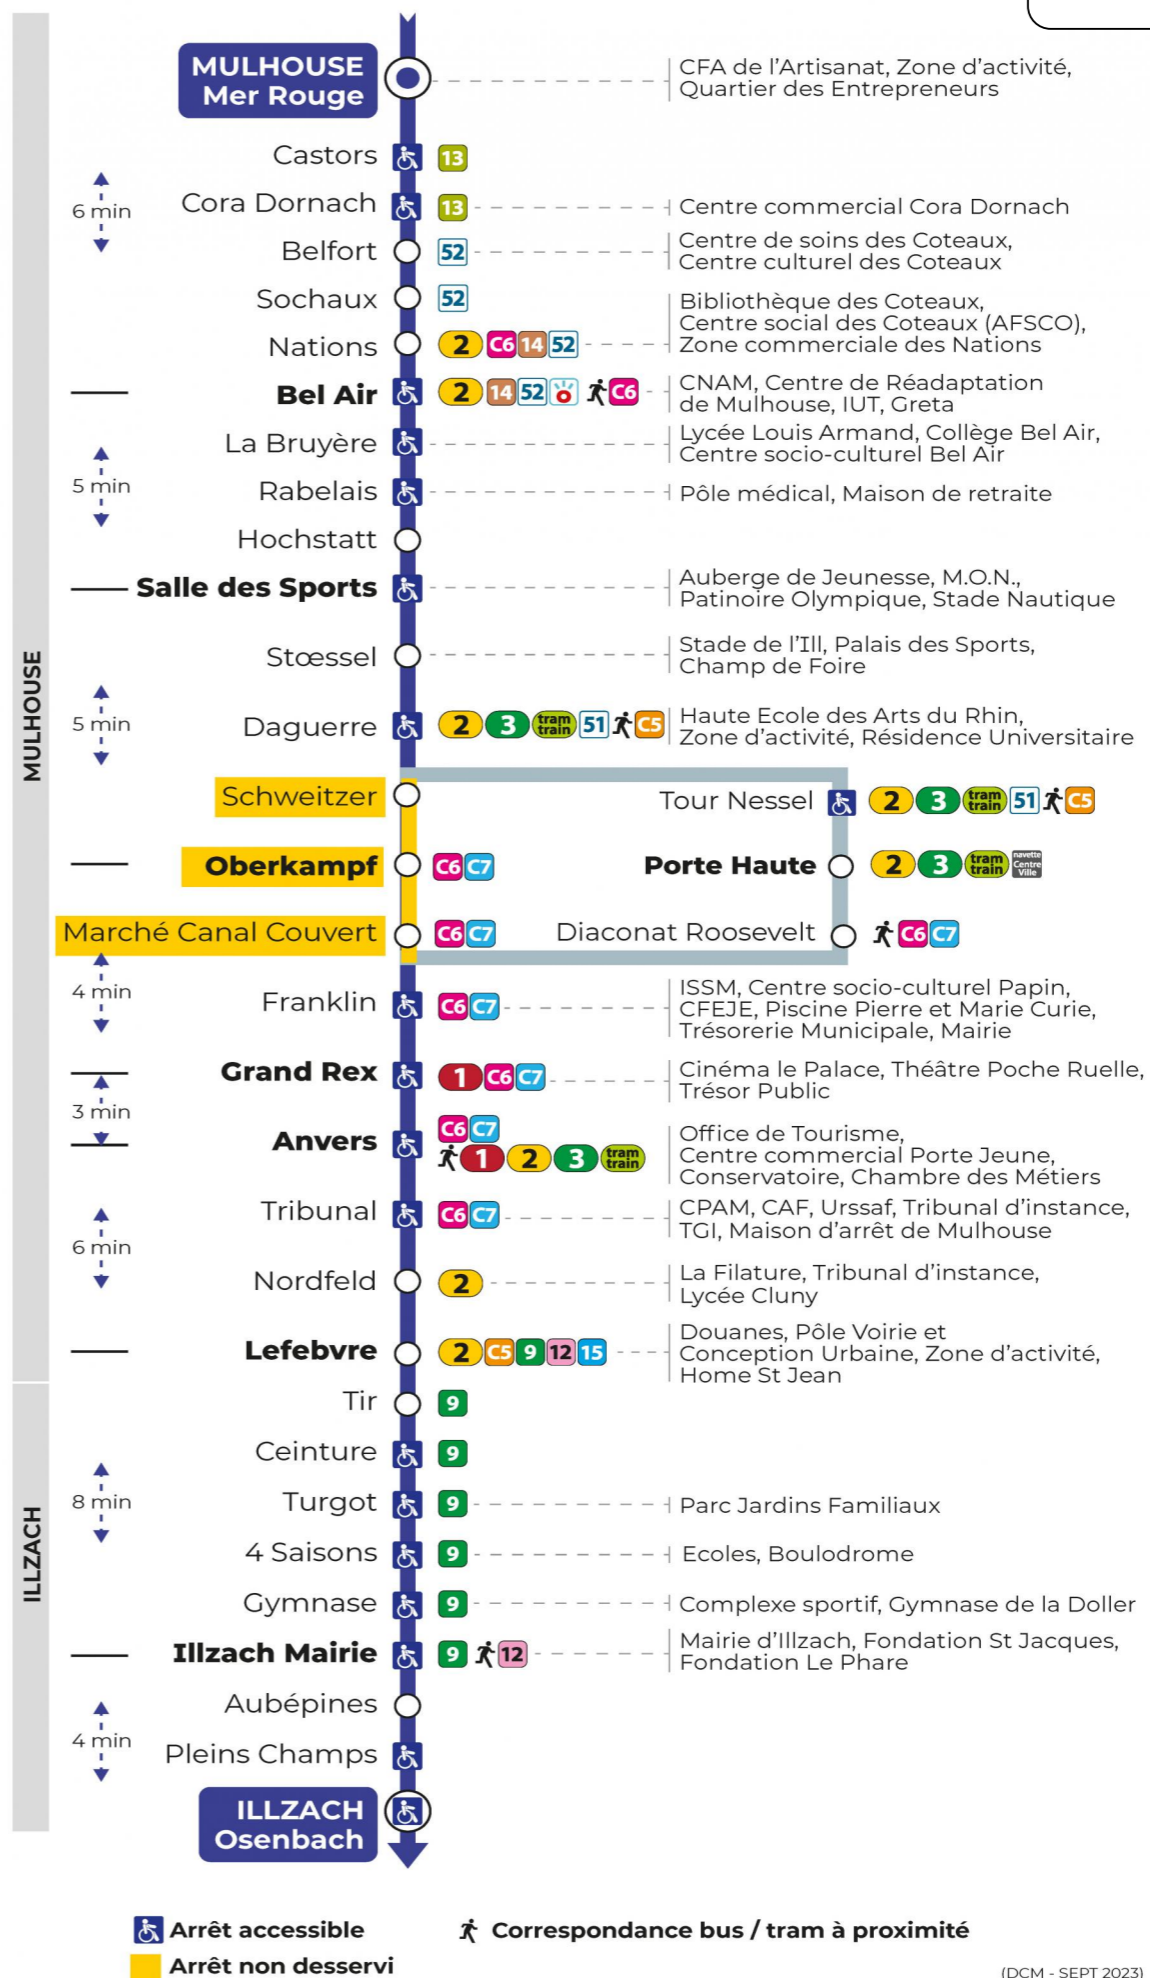 MULHOUSE
Mer Rouge
CFA de l’Artisanat, Zone d’activité,
Quartier des Entrepreneurs
Castors 13
6 min
Cora Dornach 13 Centre commercial Cora Dornach
Belfort 52
Centre de soins des Coteaux,
Centre culturel des Coteaux
Sochaux 52
Nations 2 C6 14 52
Bibliothèque des Coteaux,
Centre social des Coteaux (AFSCO),
Zone commerciale des Nations
Bel Air 2 14 52 C6
CNAM, Centre de Réadaptation
de Mulhouse, IUT, Greta
La Bruyère
Lycée Louis Armand, Collège Bel Air,
Centre socio-culturel Bel Air
5 min
Rabelais Pôle médical, Maison de retraite
Hochstatt
Salle des Sports
Auberge de Jeunesse, M.O.N.,
Patinoire Olympique, Stade Nautique
MULHOUSE
Stœssel
Stade de l’Ill, Palais des Sports,
Champ de Foire
5 min
Daguerre 2 3 tram train 51 C5
Haute Ecole des Arts du Rhin,
Zone d’activité, Résidence Universitaire
Schweitzer
Tour Nessel 2 3 tram train 51 C5
Oberkampf C6 C7
Porte Haute 2 3 tram train navette Centre Ville
Marché Canal Couvert C6 C7
Diaconat Roosevelt C6 C7
4 min
Franklin C6 C7
ISSM, Centre socio-culturel Papin,
CFEJE, Piscine Pierre et Marie Curie,
Trésorerie Municipale, Mairie
Grand Rex 1 C6 C7
Cinéma le Palace, Théâtre Poche Ruelle,
Trésor Public
3 min
Anvers C6 C7
1 2 3 tram train
Office de Tourisme,
Centre commercial Porte Jeune,
Conservatoire, Chambre des Métiers
Tribunal C6 C7
CPAM, CAF, Urssaf, Tribunal d’instance,
TGI, Maison d’arrêt de Mulhouse
6 min
Nordfeld 2
La Filature, Tribunal d’instance,
Lycée Cluny
Lefebvre 2 C5 9 12 15
Douanes, Pôle Voirie et
Conception Urbaine, Zone d’activité,
Home St Jean
Tir 9
Ceinture 9
8 min
Turgot 9 Parc Jardins Familiaux
ILLZACH
4 Saisons 9 Ecoles, Boulodrome
Gymnase 9 Complexe sportif, Gymnase de la Doller
Illzach Mairie 9 12
Mairie d’Illzach, Fondation St Jacques,
Fondation Le Phare
Aubépines
4 min
Pleins Champs
ILLZACH
Osenbach
Arrêt accessible
Correspondance bus / tram à proximité
Arrêt non desservi
(DCM - SEPT 2023)